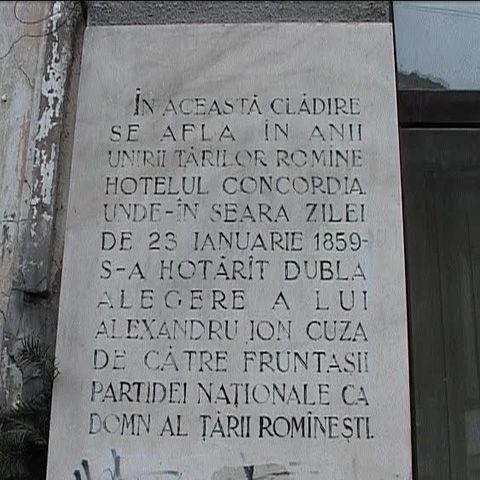 ÎN ACEASTĂ CLĂDIRE
SE AFLA ÎN ANII
UNIRII ȚĂRILOR ROMÎNE
HOTELUL CONCORDIA
UNDE-ÎN SEARA ZILEI
DE 23 IANUARIE 1859-
S-A HOTĂRÎT DUBLA
ALEGERE A LUI
ALEXANDRU ION CUZA
DE CĂTRE FRUNTASII
PARTIDEI NAȚIONALE CA
DOMN AL ȚĂRII ROMÎNEȘTI.